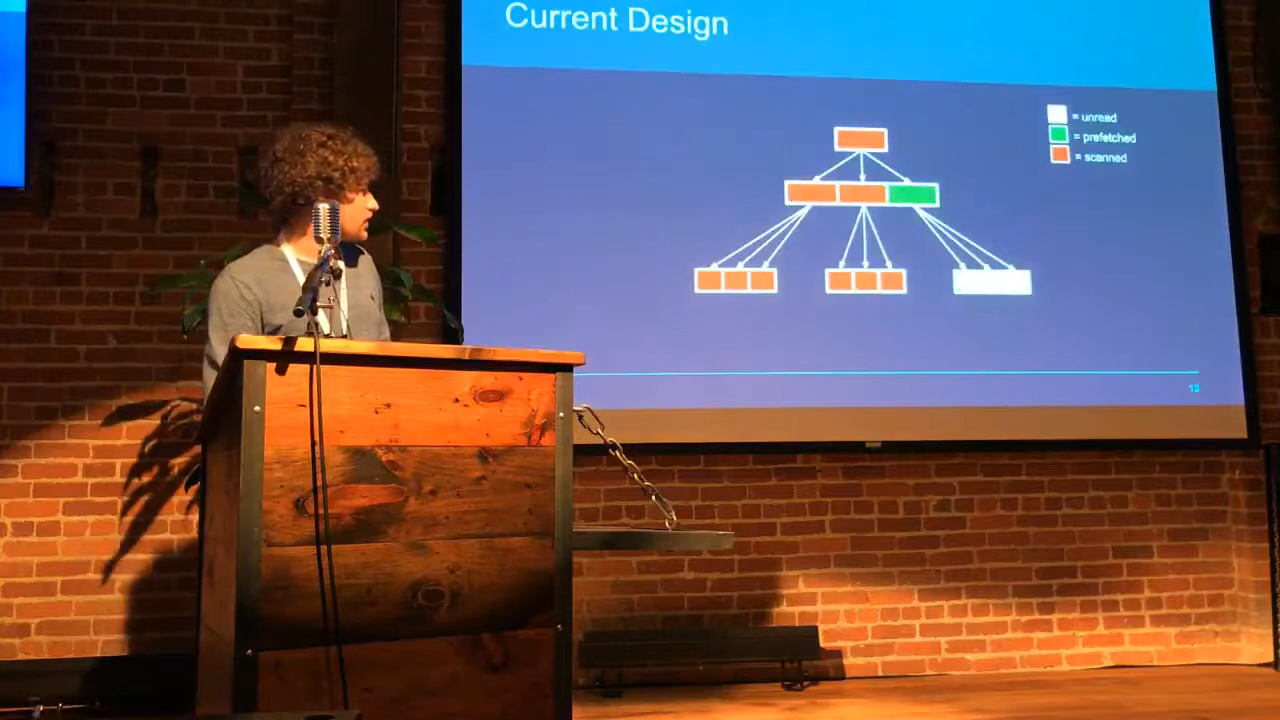 Current Design
= unread
= prefetched
= scanned
13